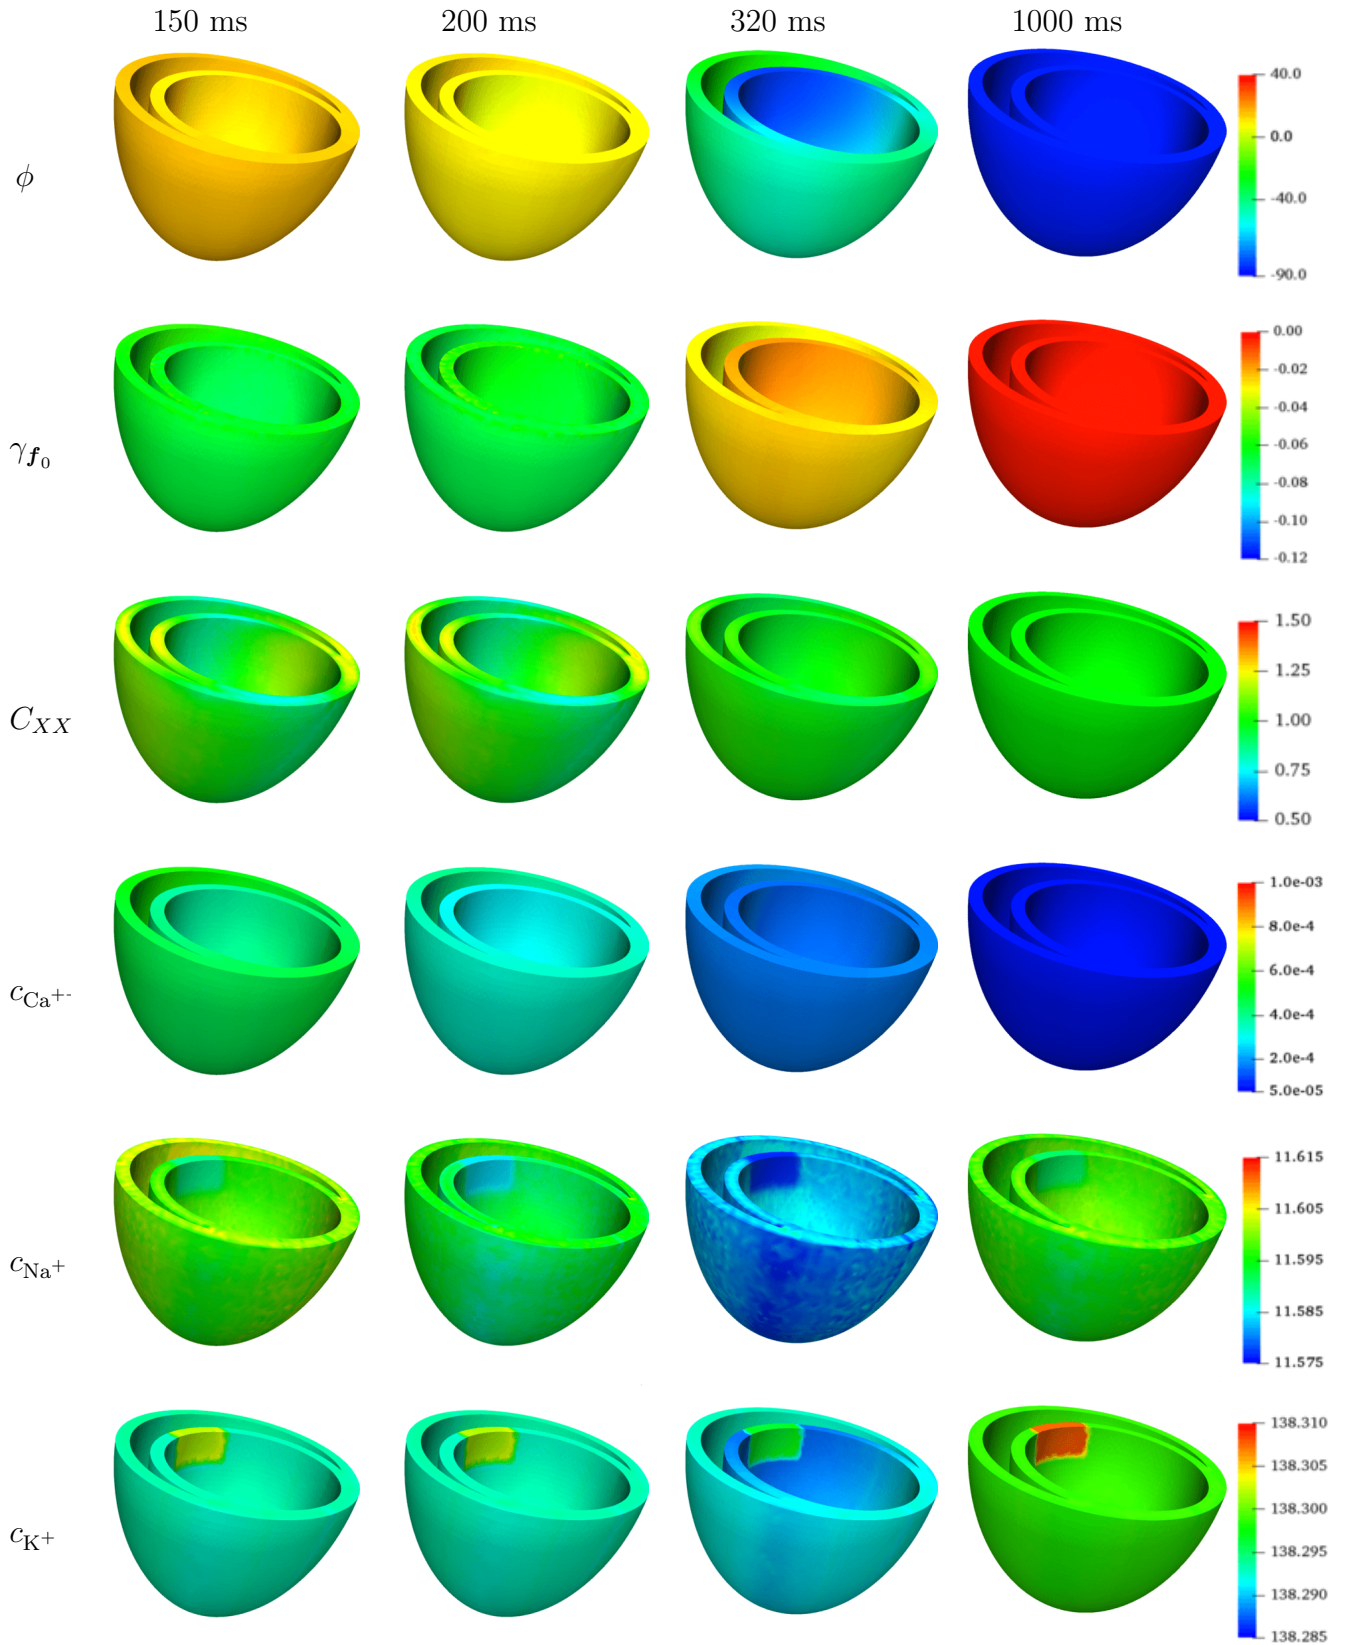 150 ms 200 ms 320 ms 1000 ms
ϕ
40.0
0.0
-40.0
-90.0
γ𝒇₀
0.00
-0.02
-0.04
-0.06
-0.08
-0.10
-0.12
C_XX
1.50
1.25
1.00
0.75
0.50
c_Ca⁺⁻
1.0e-03
8.0e-4
6.0e-4
4.0e-4
2.0e-4
5.0e-05
c_Na⁺
11.615
11.605
11.595
11.585
11.575
c_K⁺
138.310
138.305
138.300
138.295
138.290
138.285